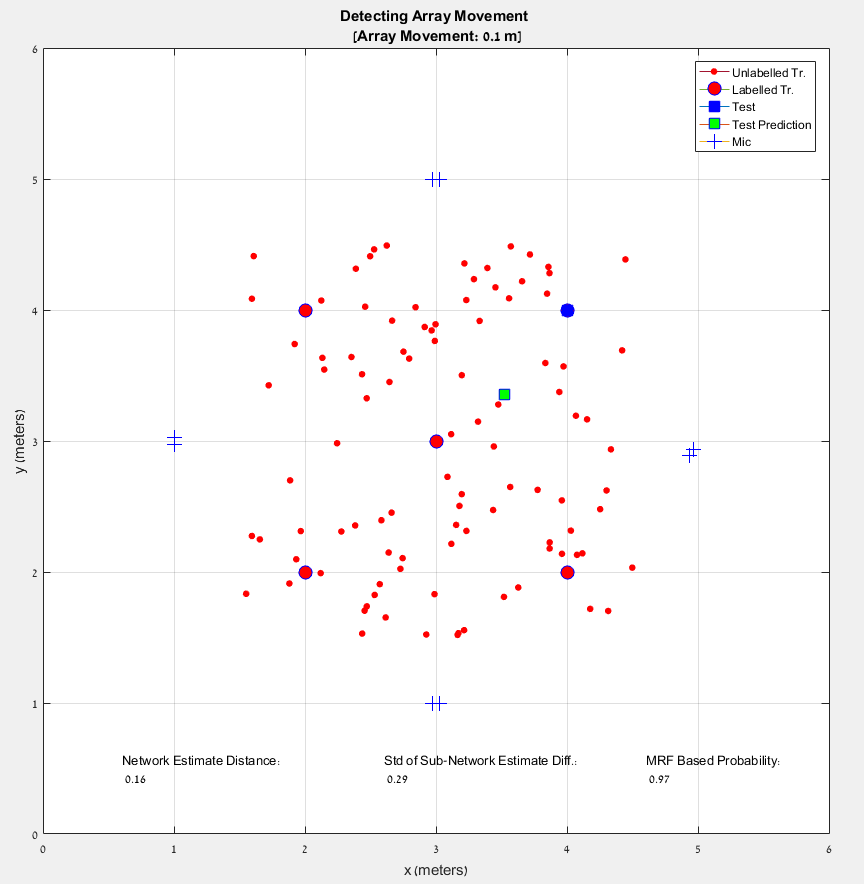 Detecting Array Movement
[Array Movement: 0.1 m]
Unlabelled Tr.
Labelled Tr.
Test
Test Prediction
Mic
6
5
4
3
2
1
0
y (meters)
Network Estimate Distance:
0.16
Std of Sub-Network Estimate Diff.:
0.29
MRF Based Probability:
0.97
0 1 2 3 4 5 6
x (meters)